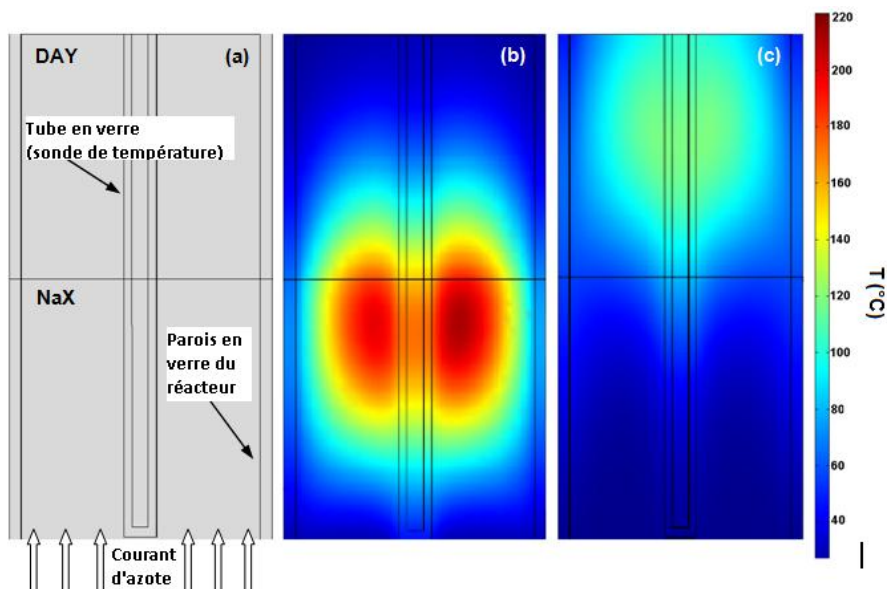 DAY
(a)
Tube en verre
(sonde de température)
NaX
Parois en
verre du
réacteur
Courant
d'azote
(b)
(c)
220
200
180
160
140
120
100
80
60
40
T (°C)